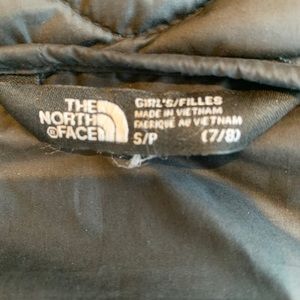 THE
NORTH
FACE
GIRL'S/FILLES
MADE IN VIETNAM
FABRIQUÉ AU VIETNAM
S/P (7/8)